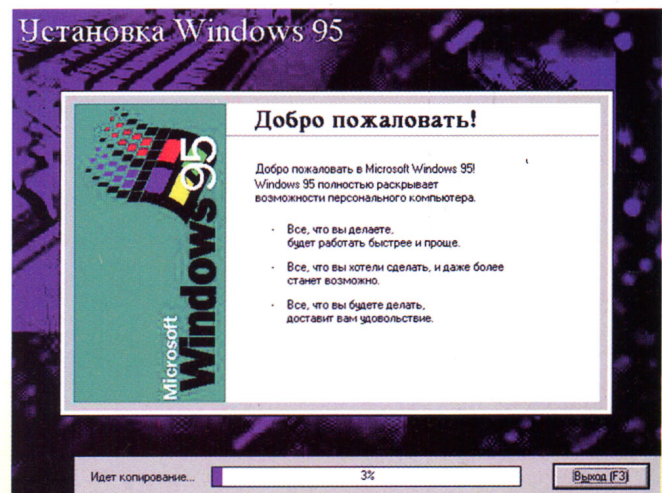 Установка Windows 95
Добро пожаловать!
Добро пожаловать в Microsoft Windows 95!
Windows 95 полностью раскрывает
возможности персонального компьютера.
· Все, что вы делаете,
будет работать быстрее и проще.
· Все, что вы хотели сделать, и даже более
станет возможно.
· Все, что вы будете делать,
доставит вам удовольствие.
Microsoft
Windows 95
Идет копирование...
3%
Выход (F3)